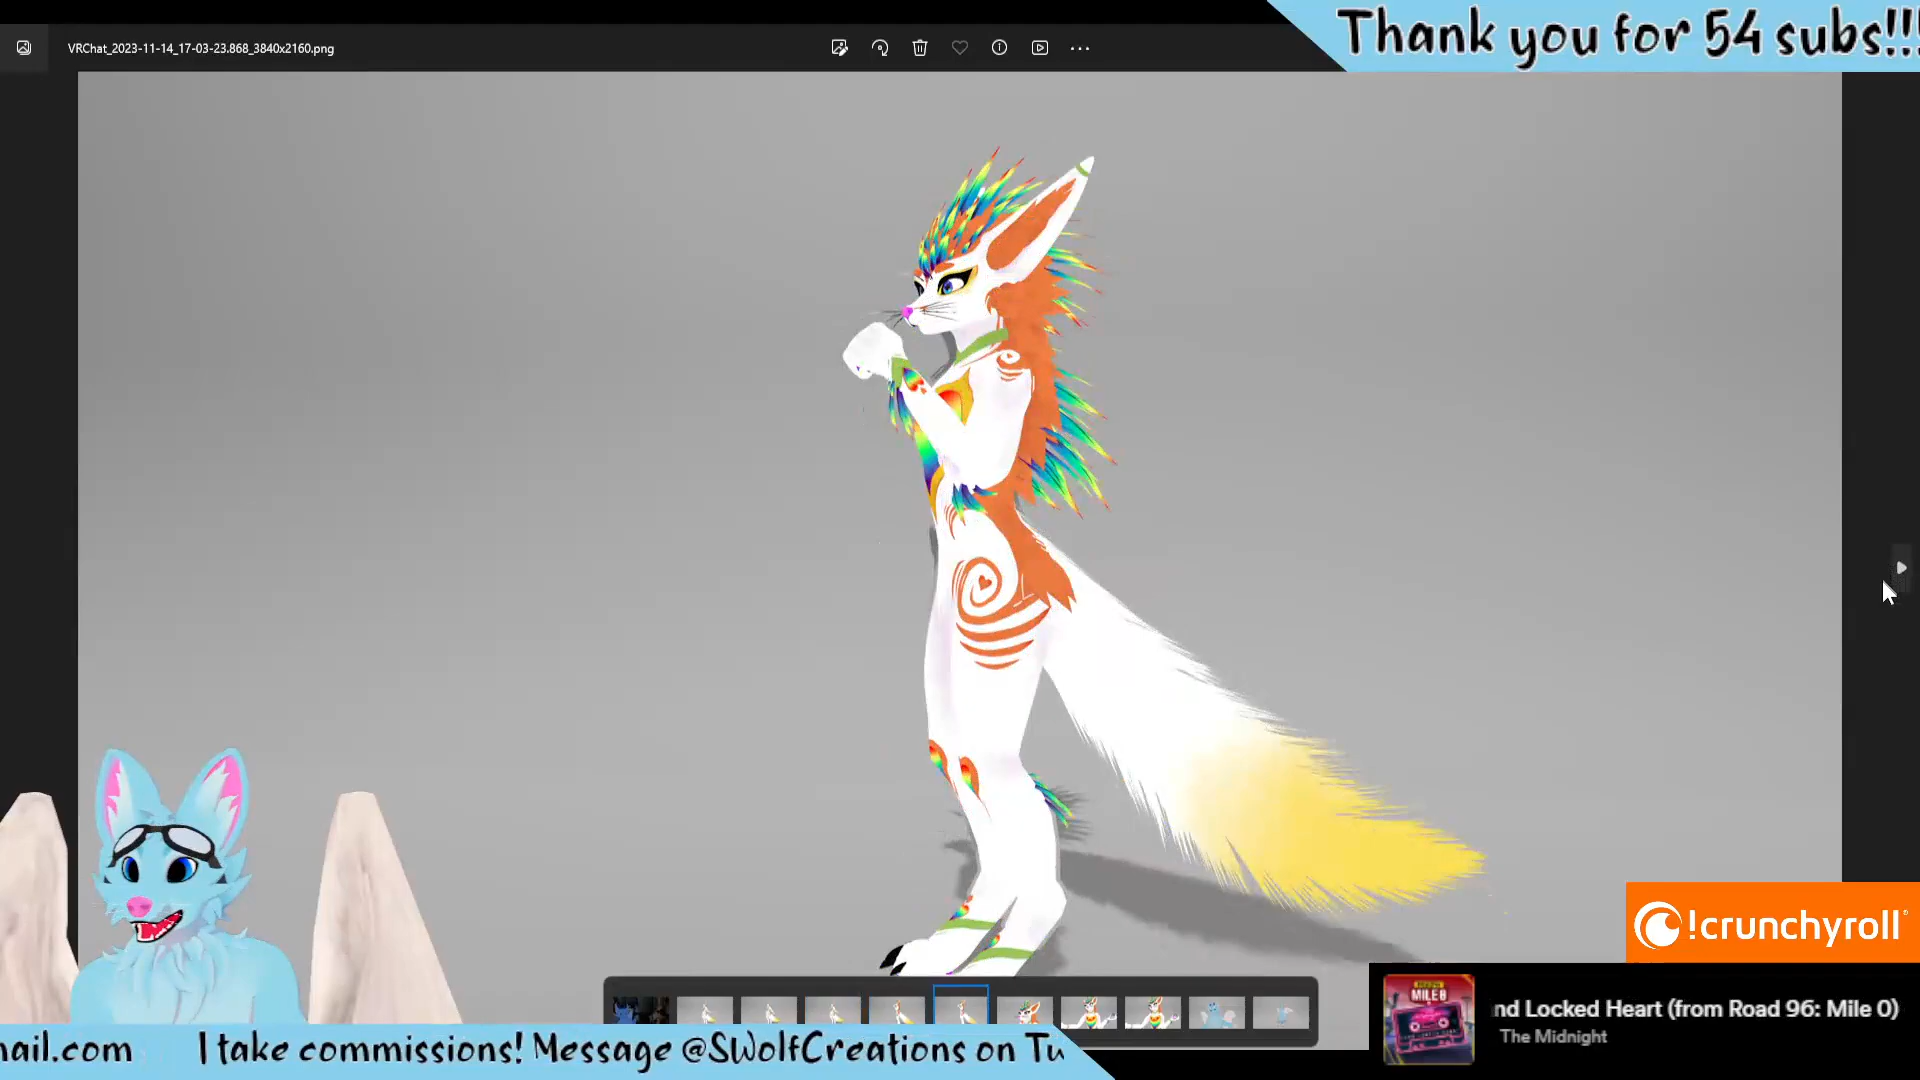 VRChat_2023-11-14_17-03-23.868_3840x2160.png
Thank you for 54 subs!!!
!crunchyroll
MILE 0
nd Locked Heart (from Road 96: Mile 0)
The Midnight
nail.com I take commissions! Message @SWolfCreations on Tu